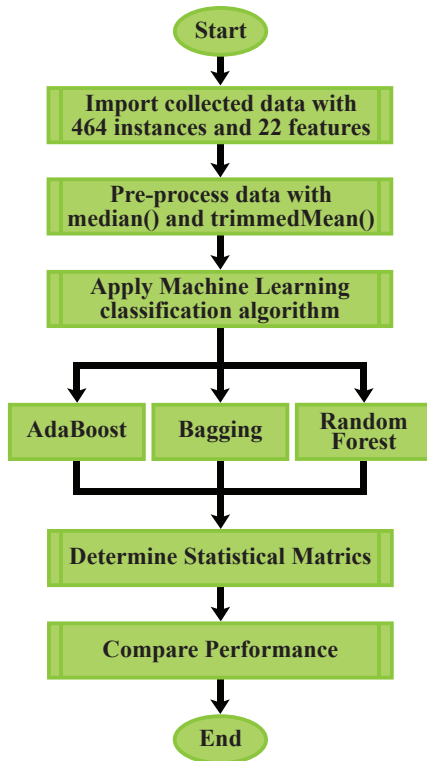 Start
Import collected data with
464 instances and 22 features
Pre-process data with
median() and trimmedMean()
Apply Machine Learning
classification algorithm
AdaBoost
Bagging
Random
Forest
Determine Statistical Matrics
Compare Performance
End